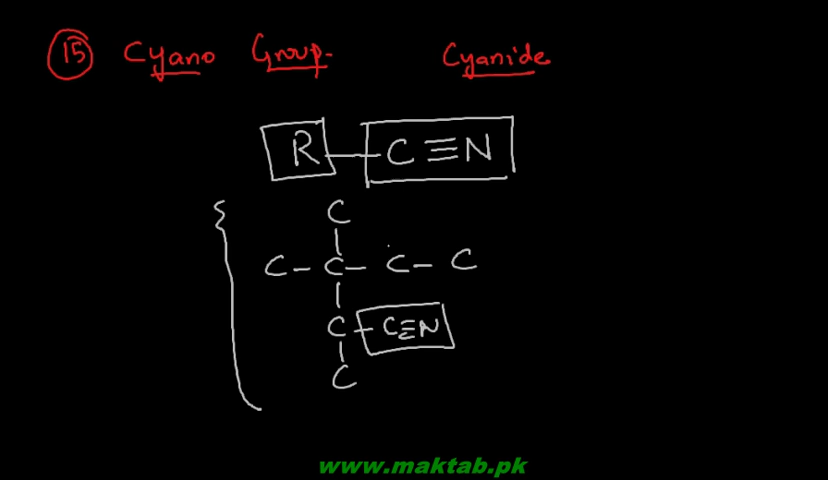 15 Cyano Group. Cyanide
R — C ≡ N
C
|
C – C – C – C
|
C – C≡N
|
C
www.maktab.pk